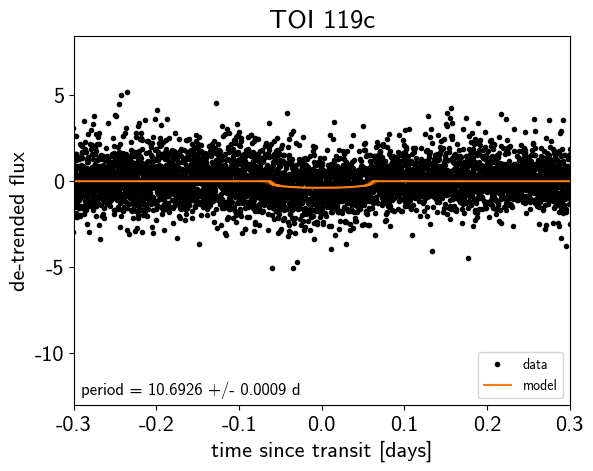 TOI 119c
de-trended flux
5
0
-5
-10
period = 10.6926 +/- 0.0009 d
data
model
-0.3 -0.2 -0.1 0.0 0.1 0.2 0.3
time since transit [days]